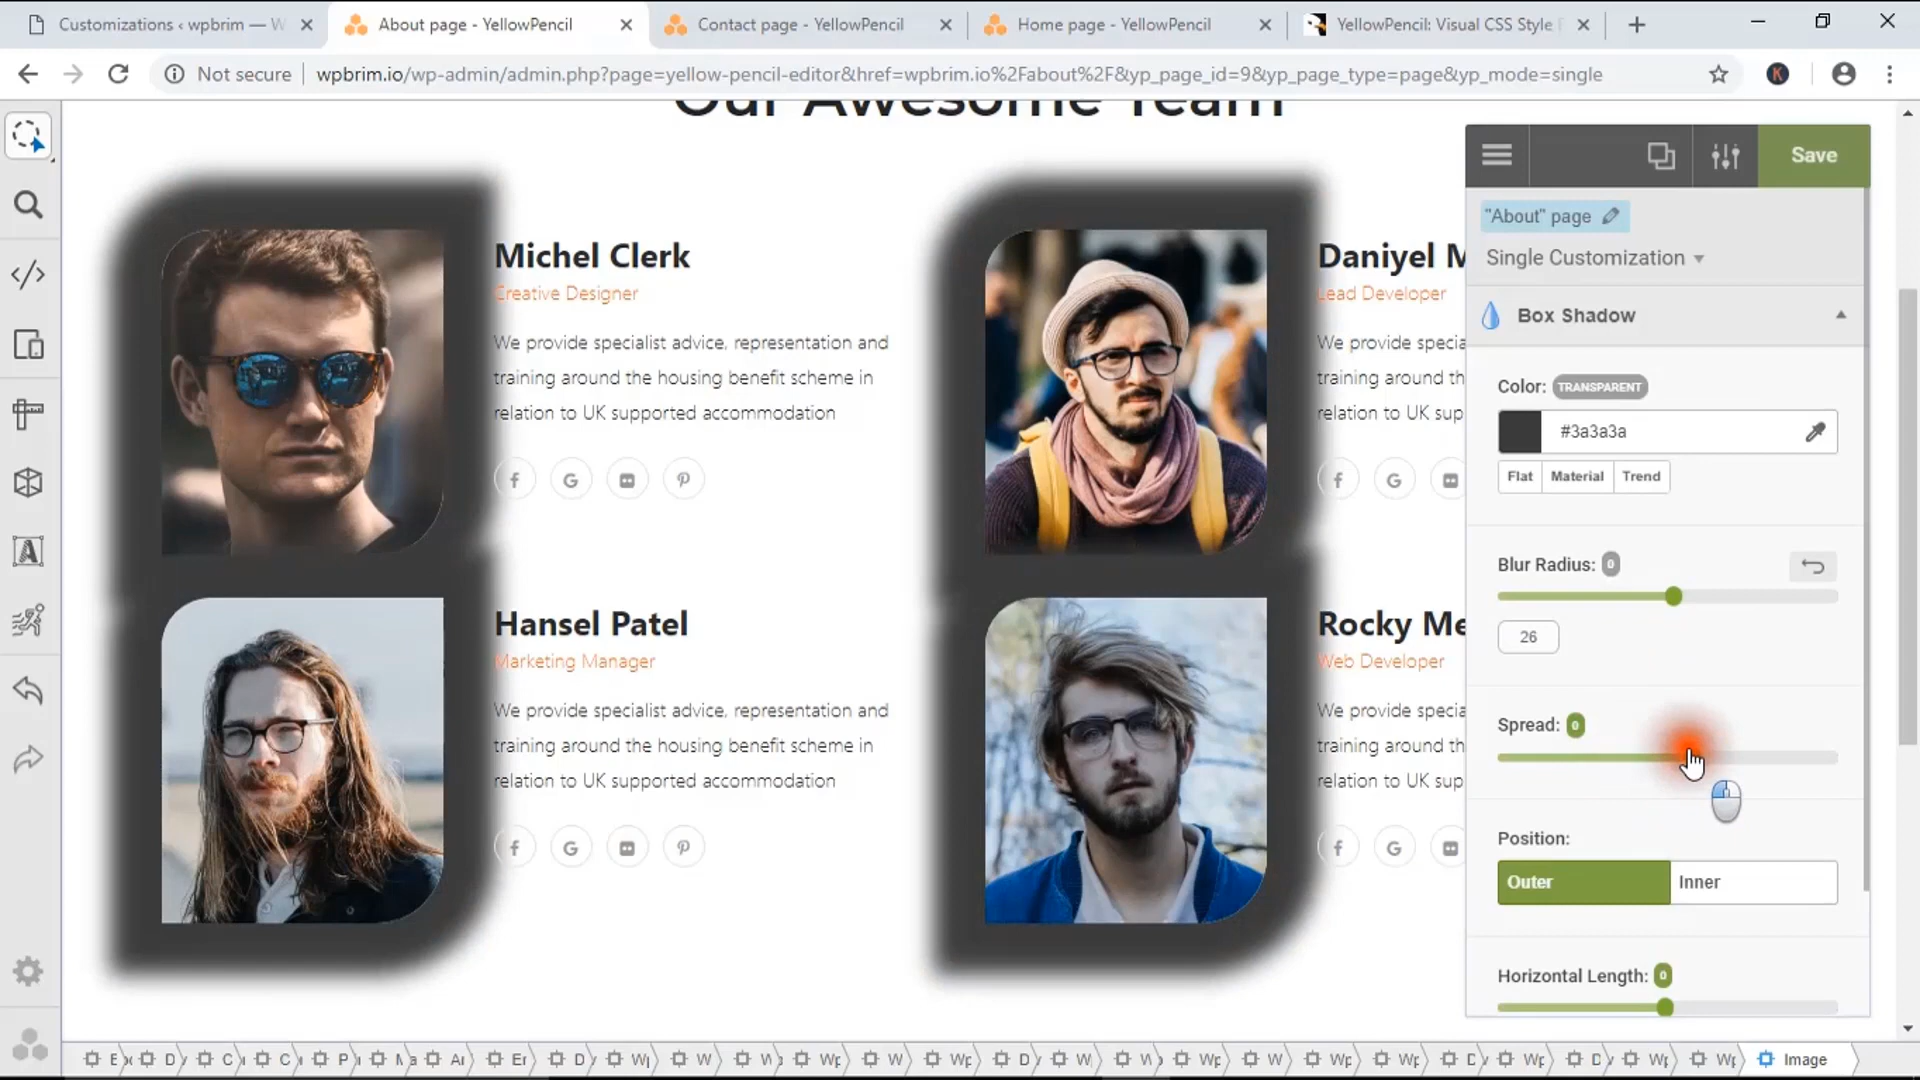 Customizations ‹ wpbrim — W
About page - YellowPencil
Contact page - YellowPencil
Home page - YellowPencil
YellowPencil: Visual CSS Style
Not secure
wpbrim.io/wp-admin/admin.php?page=yellow-pencil-editor&href=wpbrim.io%2Fabout%2F&yp_page_id=9&yp_page_type=page&yp_mode=single
K
Our Awesome Team
Save
"About" page
Single Customization
Box Shadow
Color: TRANSPARENT
#3a3a3a
Flat
Material
Trend
Blur Radius: 0
26
Spread: 0
Position:
Outer
Inner
Horizontal Length: 0
Michel Clerk
Creative Designer
We provide specialist advice, representation and
training around the housing benefit scheme in
relation to UK supported accommodation
Daniyel M
Lead Developer
We provide specia
training around th
relation to UK sup
Hansel Patel
Marketing Manager
We provide specialist advice, representation and
training around the housing benefit scheme in
relation to UK supported accommodation
Rocky Me
Web Developer
We provide specia
training around th
relation to UK sup
Image